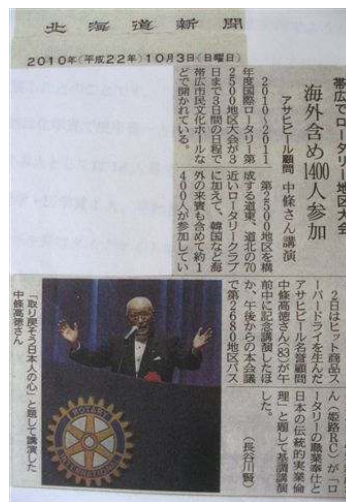 北海道新聞
2010年(平成22年)10月3日(日曜日)
帯広でロータリー地区大会
海外含め1400人参加
アサヒビール顧問 中條さん講演
2010〜2011
年度国際ロータリー第
2500地区大会が3
日まで3日間の日程で
帯広市民文化ホールな
どで開かれている。
第2500地区を構
成する道東、道北の70
近いロータリークラブ
に加えて、韓国など海
外の来賓も含めて約1
400人が参加してい
2日はヒット商品ス
ーパードライを生んだ
アサヒビール名誉顧問
中條高徳さん(83)が午
前中に記念講演したほ
か、午後からの本会議
で第2680地区パス
ん(姫路RC)が「ロ
ータリーの職業奉仕と
日本の伝統的実業倫
理」と題して基調講演
した。
(長谷川賢)
「取り戻そう日本人の心」と題して講演した
中條高徳さん
ROTARY
INTERNATIONAL